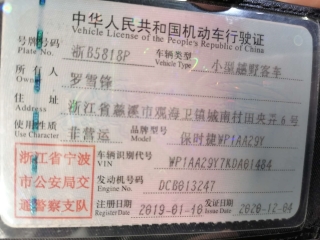 中华人民共和国机动车行驶证
Vehicle License of the People's Republic of China
号牌号码 浙B5818P 车辆类型 小型越野客车
Plate No. Vehicle Type
所有人 罗雪锋
Owner
住址 浙江省慈溪市观海卫镇城南村田央弄6号
Address
使用性质 非营运 品牌型号 保时捷WP1AA29Y
Use Character Model
浙江省宁波市公安局交通警察支队
车辆识别代号 WP1AA29Y7KDA01484
VIN
发动机号码 DCB013247
Engine No.
注册日期 2019-01-10 发证日期 2020-12-04
Register Date Issue Date